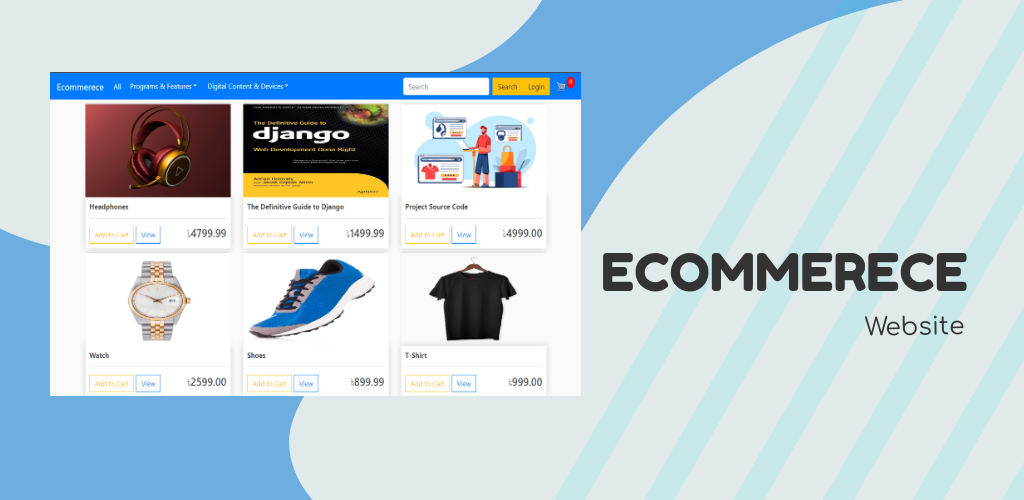 Ecommerece All Programs & Features Digital Content & Devices Search Search Login 0
The Definitive Guide to
django
Web Development Done Right
Apress
Headphones
Add to Cart View ৳4799.99
The Definitive Guide to Django
Add to Cart View ৳1499.99
Project Source Code
Add to Cart View ৳4999.00
Watch
Add to Cart View ৳2599.00
Shoes
Add to Cart View ৳899.99
T-Shirt
Add to Cart View ৳999.00
ECOMMERECE
Website